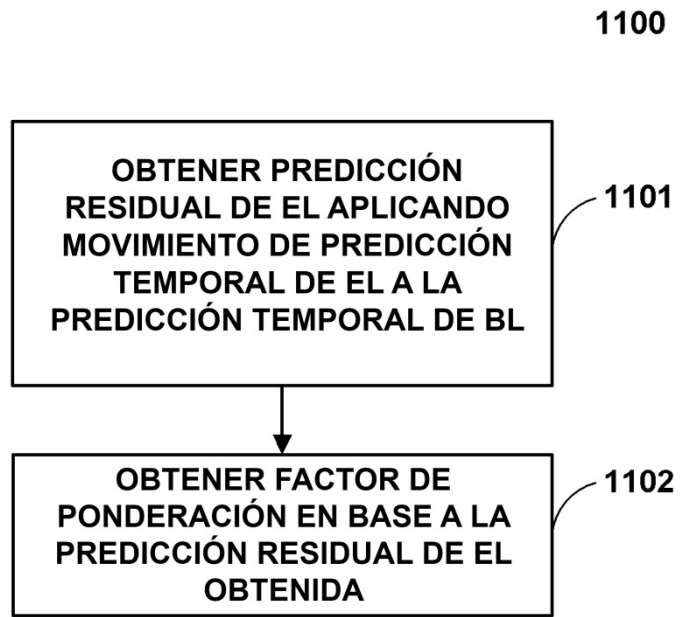 1100
OBTENER PREDICCIÓN
RESIDUAL DE EL APLICANDO
MOVIMIENTO DE PREDICCIÓN
TEMPORAL DE EL A LA
PREDICCIÓN TEMPORAL DE BL
1101
OBTENER FACTOR DE
PONDERACIÓN EN BASE A LA
PREDICCIÓN RESIDUAL DE EL
OBTENIDA
1102